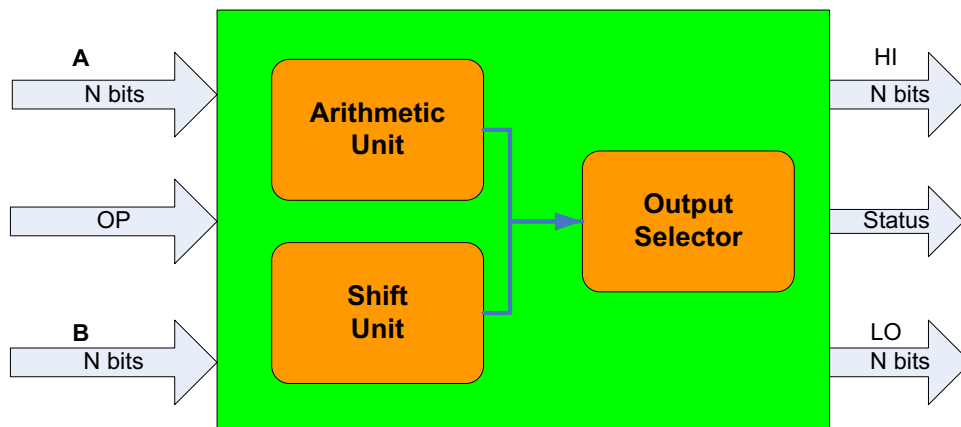 A
N bits
OP
B
N bits
Arithmetic
Unit
Shift
Unit
Output
Selector
HI
N bits
Status
LO
N bits